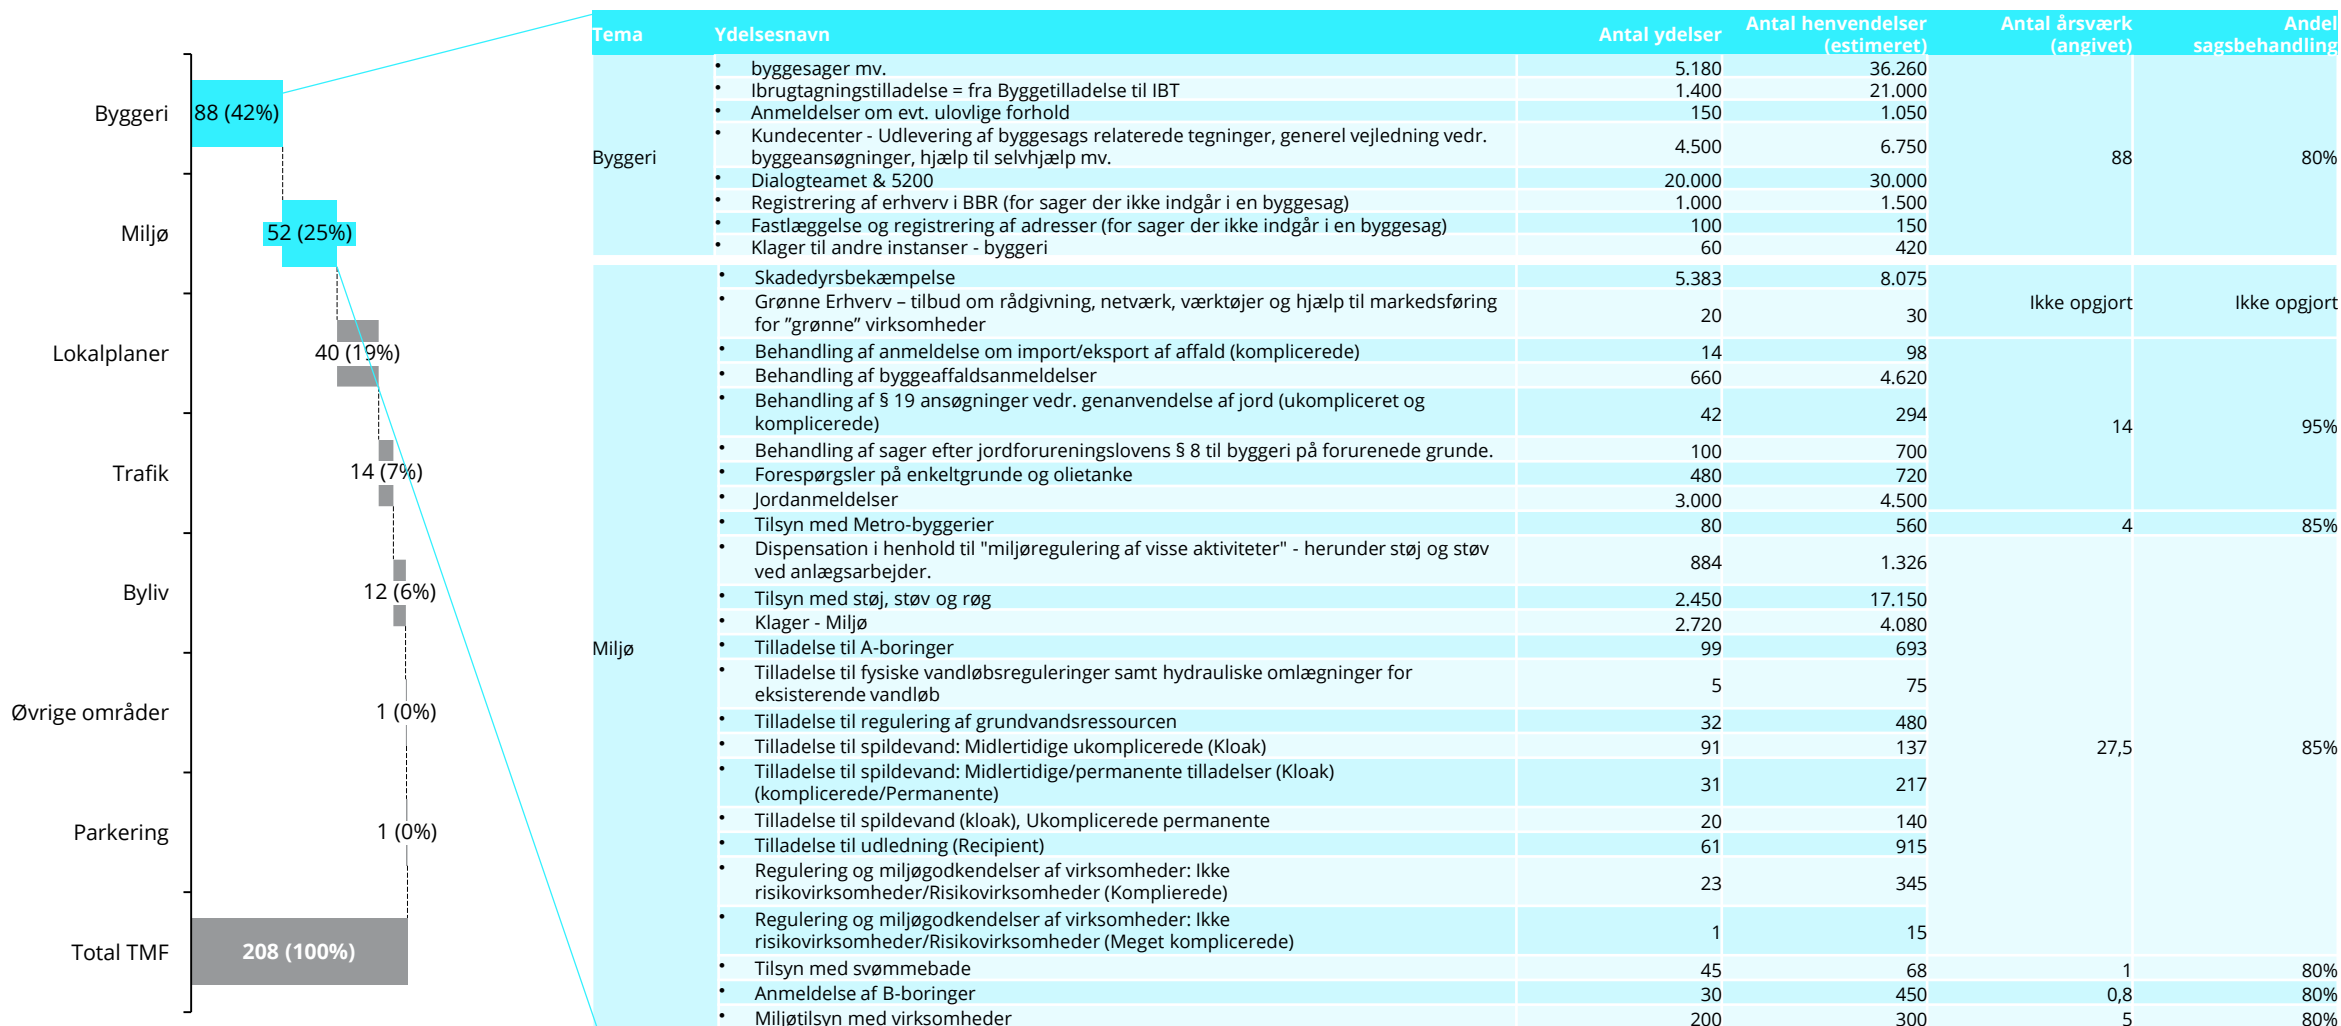 Byggeri
88 (42%)
Miljø
52 (25%)
Lokalplaner
40 (19%)
Trafik
14 (7%)
Byliv
12 (6%)
Øvrige områder
1 (0%)
Parkering
1 (0%)
Total TMF
208 (100%)
Tema
Ydelsesnavn
Antal ydelser
Antal henvendelser
(estimeret)
Antal årsværk
(angivet)
Andel
sagsbehandling
Byggeri
• byggesager mv. 5.180 36.260
• Ibrugtagningstilladelse = fra Byggetilladelse til IBT 1.400 21.000
• Anmeldelser om evt. ulovlige forhold 150 1.050
• Kundecenter - Udlevering af byggesags relaterede tegninger, generel vejledning vedr.
byggeansøgninger, hjælp til selvhjælp mv. 4.500 6.750
88 80%
• Dialogteamet & 5200 20.000 30.000
• Registrering af erhverv i BBR (for sager der ikke indgår i en byggesag) 1.000 1.500
• Fastlæggelse og registrering af adresser (for sager der ikke indgår i en byggesag) 100 150
• Klager til andre instanser - byggeri 60 420
Miljø
• Skadedyrsbekæmpelse 5.383 8.075
Ikke opgjort Ikke opgjort
• Grønne Erhverv – tilbud om rådgivning, netværk, værktøjer og hjælp til markedsføring
for ”grønne” virksomheder 20 30
• Behandling af anmeldelse om import/eksport af affald (komplicerede) 14 98
• Behandling af byggeaffaldsanmeldelser 660 4.620
• Behandling af § 19 ansøgninger vedr. genanvendelse af jord (ukompliceret og
komplicerede) 42 294
14 95%
• Behandling af sager efter jordforureningslovens § 8 til byggeri på forurenede grunde. 100 700
• Forespørgsler på enkeltgrunde og olietanke 480 720
• Jordanmeldelser 3.000 4.500
• Tilsyn med Metro-byggerier 80 560 4 85%
• Dispensation i henhold til "miljøregulering af visse aktiviteter" - herunder støj og støv
ved anlægsarbejder. 884 1.326
• Tilsyn med støj, støv og røg 2.450 17.150
• Klager - Miljø 2.720 4.080
• Tilladelse til A-boringer 99 693
• Tilladelse til fysiske vandløbsreguleringer samt hydrauliske omlægninger for
eksisterende vandløb 5 75
• Tilladelse til regulering af grundvandsressourcen 32 480
• Tilladelse til spildevand: Midlertidige ukomplicerede (Kloak) 91 137 27,5 85%
• Tilladelse til spildevand: Midlertidige/permanente tilladelser (Kloak)
(komplicerede/Permanente) 31 217
• Tilladelse til spildevand (kloak), Ukomplicerede permanente 20 140
• Tilladelse til udledning (Recipient) 61 915
• Regulering og miljøgodkendelser af virksomheder: Ikke
risikovirksomheder/Risikovirksomheder (Komplierede) 23 345
• Regulering og miljøgodkendelser af virksomheder: Ikke
risikovirksomheder/Risikovirksomheder (Meget komplicerede) 1 15
• Tilsyn med svømmebade 45 68 1 80%
• Anmeldelse af B-boringer 30 450 0,8 80%
• Miljøtilsyn med virksomheder 200 300 5 80%